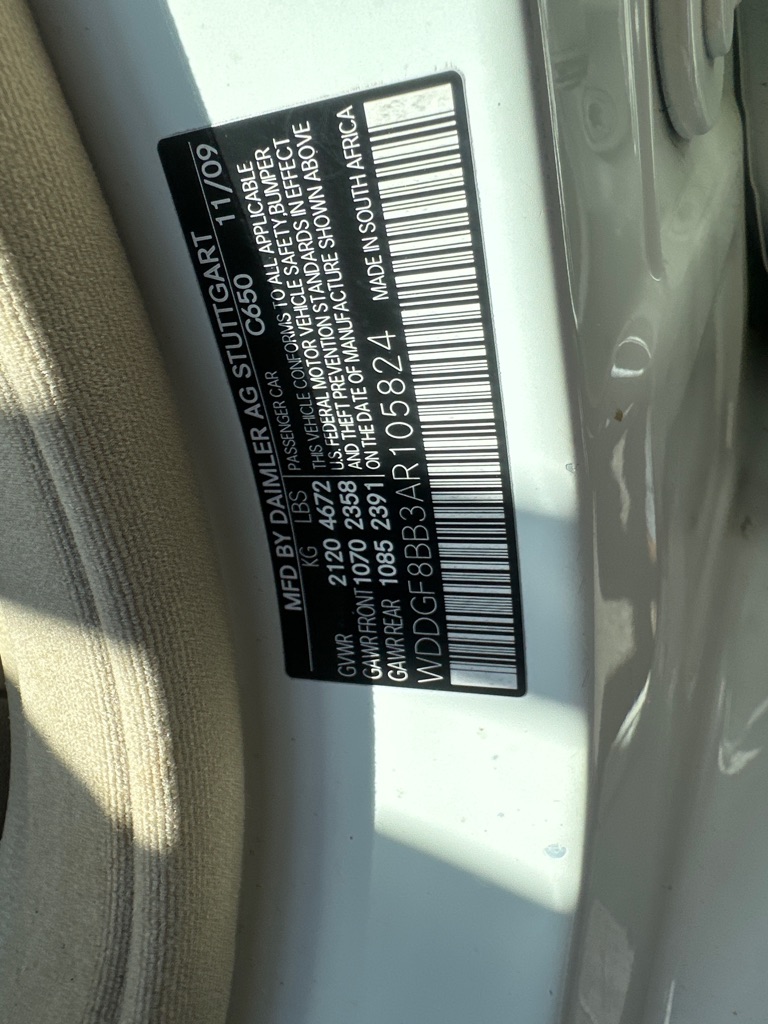 MFD BY DAIMLER AG STUTTGART 11/09
KG LBS C650
GVWR 2120 4672
GAWR FRONT 1070 2358
GAWR REAR 1085 2391
PASSENGER CAR
THIS VEHICLE CONFORMS TO ALL APPLICABLE
U.S. FEDERAL MOTOR VEHICLE SAFETY, BUMPER
AND THEFT PREVENTION STANDARDS IN EFFECT
ON THE DATE OF MANUFACTURE SHOWN ABOVE
WDDGF8BB3AR105824 MADE IN SOUTH AFRICA